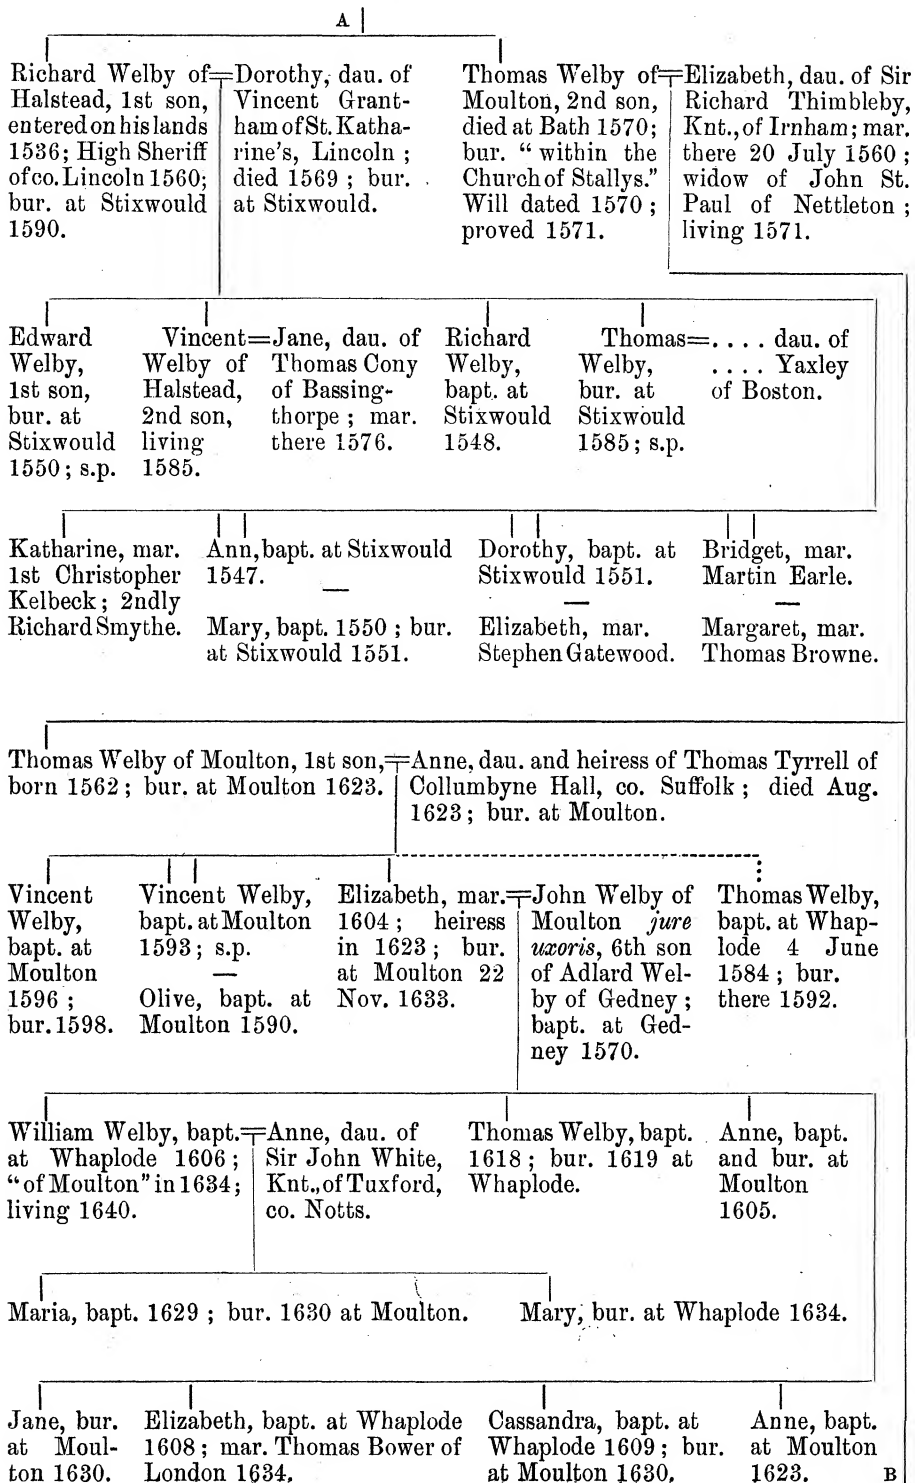 A
Richard Welby of=Dorothy, dau. of
Halstead, 1st son,
entered on his lands
1536; High Sheriff
of co. Lincoln 1560;
bur. at Stixwould
1590.
Vincent Grant-
ham of St. Katha-
rine's, Lincoln;
died 1569; bur.
at Stixwould.
Thomas Welby of=Elizabeth, dau. of Sir
Moulton, 2nd son,
died at Bath 1570;
bur. "within the
Church of Stallys."
Will dated 1570;
proved 1571.
Richard Thimbleby,
Knt., of Irnham; mar.
there 20 July 1560;
widow of John St.
Paul of Nettleton;
living 1571.
Edward
Welby,
1st son,
bur. at
Stixwould
1550; s.p.
Vincent=Jane, dau. of
Welby of
Halstead,
2nd son,
living
1585.
Thomas Cony
of Bassing-
thorpe; mar.
there 1576.
Richard
Welby,
bapt. at
Stixwould
1548.
Thomas=.... dau. of
Welby,
bur. at
Stixwould
1585; s.p.
.... Yaxley
of Boston.
Katharine, mar.
1st Christopher
Kelbeck; 2ndly
Richard Smythe.
Ann, bapt. at Stixwould
1547.
—
Mary, bapt. 1550; bur.
at Stixwould 1551.
Dorothy, bapt. at
Stixwould 1551.
—
Elizabeth, mar.
Stephen Gatewood.
Bridget, mar.
Martin Earle.
—
Margaret, mar.
Thomas Browne.
Thomas Welby of Moulton, 1st son,=Anne, dau. and heiress of Thomas Tyrrell of
born 1562; bur. at Moulton 1623.
Collumbyne Hall, co. Suffolk; died Aug.
1623; bur. at Moulton.
Vincent
Welby,
bapt. at
Moulton
1596;
bur. 1598.
Vincent Welby,
bapt. at Moulton
1593; s.p.
—
Olive, bapt. at
Moulton 1590.
Elizabeth, mar.=John Welby of
1604; heiress
in 1623; bur.
at Moulton 22
Nov. 1633.
Moulton jure
uxoris, 6th son
of Adlard Wel-
by of Gedney;
bapt. at Ged-
ney 1570.
Thomas Welby,
bapt. at Whap-
lode 4 June
1584; bur.
there 1592.
William Welby, bapt.=Anne, dau. of
at Whaplode 1606;
"of Moulton" in 1634;
living 1640.
Sir John White,
Knt., of Tuxford,
co. Notts.
Thomas Welby, bapt.
1618; bur. 1619 at
Whaplode.
Anne, bapt.
and bur. at
Moulton
1605.
Maria, bapt. 1629; bur. 1630 at Moulton.
Mary, bur. at Whaplode 1634.
Jane, bur.
at Moul-
ton 1630.
Elizabeth, bapt. at Whaplode
1608; mar. Thomas Bower of
London 1634.
Cassandra, bapt. at
Whaplode 1609; bur.
at Moulton 1630.
Anne, bapt.
at Moulton
1623.
B